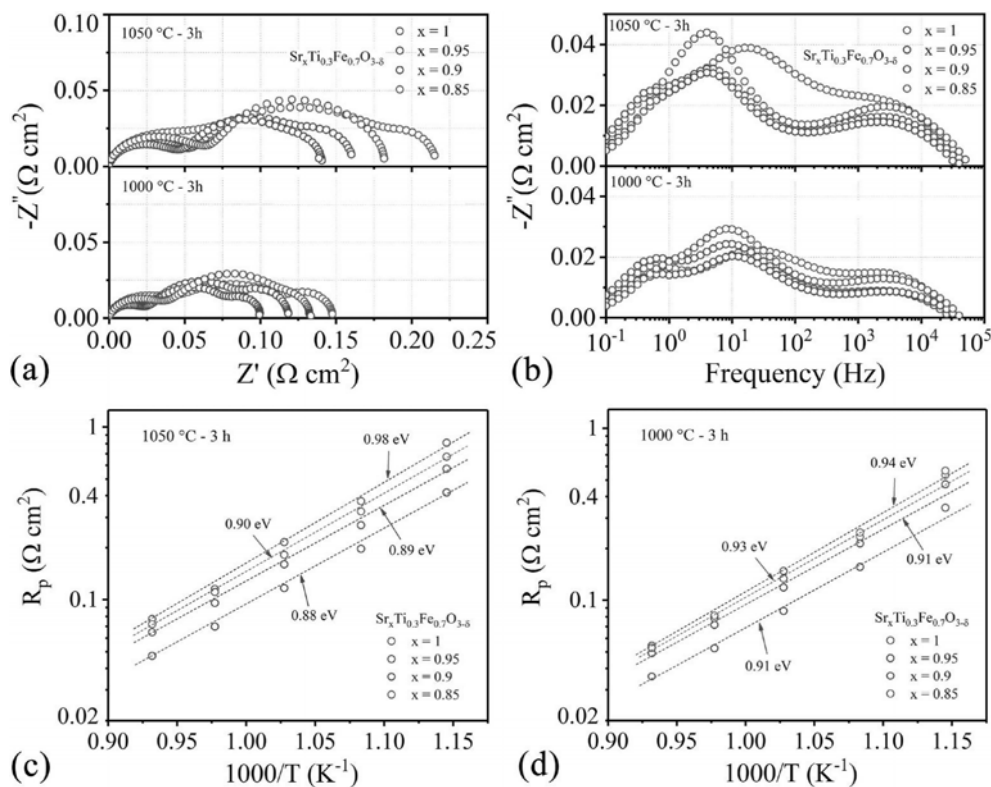 0.10
1050 °C - 3h
x = 1
x = 0.95
x = 0.9
x = 0.85
SrₓTi₀.₃Fe₀.₇O₃₋δ
0.05
0.00
1000 °C - 3h
0.05
0.00
-Z"(Ω cm²)
0.00 0.05 0.10 0.15 0.20 0.25
Z' (Ω cm²)
(a)
1050 °C - 3h
x = 1
x = 0.95
x = 0.9
x = 0.85
SrₓTi₀.₃Fe₀.₇O₃₋δ
0.04
0.02
0.00
1000 °C - 3h
0.04
0.02
0.00
-Z"(Ω cm²)
10⁻¹ 10⁰ 10¹ 10² 10³ 10⁴ 10⁵
Frequency (Hz)
(b)
1050 °C - 3 h
1
0.4
0.1
0.02
Rₚ (Ω cm²)
0.98 eV
0.90 eV
0.89 eV
0.88 eV
SrₓTi₀.₃Fe₀.₇O₃₋δ
x = 1
x = 0.95
x = 0.9
x = 0.85
0.90 0.95 1.00 1.05 1.10 1.15
1000/T (K⁻¹)
(c)
1000 °C - 3 h
1
0.4
0.1
0.02
Rₚ (Ω cm²)
0.94 eV
0.93 eV
0.91 eV
0.91 eV
SrₓTi₀.₃Fe₀.₇O₃₋δ
x = 1
x = 0.95
x = 0.9
x = 0.85
0.90 0.95 1.00 1.05 1.10 1.15
1000/T (K⁻¹)
(d)